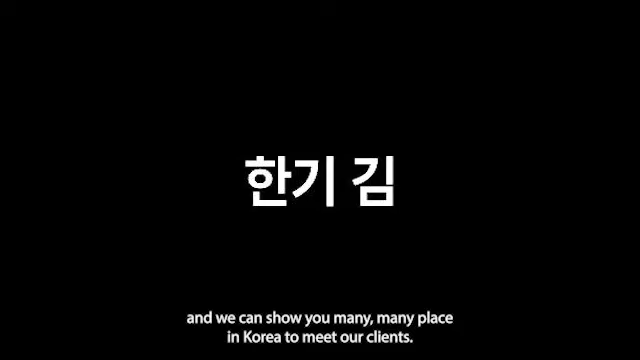 한기 김
and we can show you many, many place
in Korea to meet our clients.